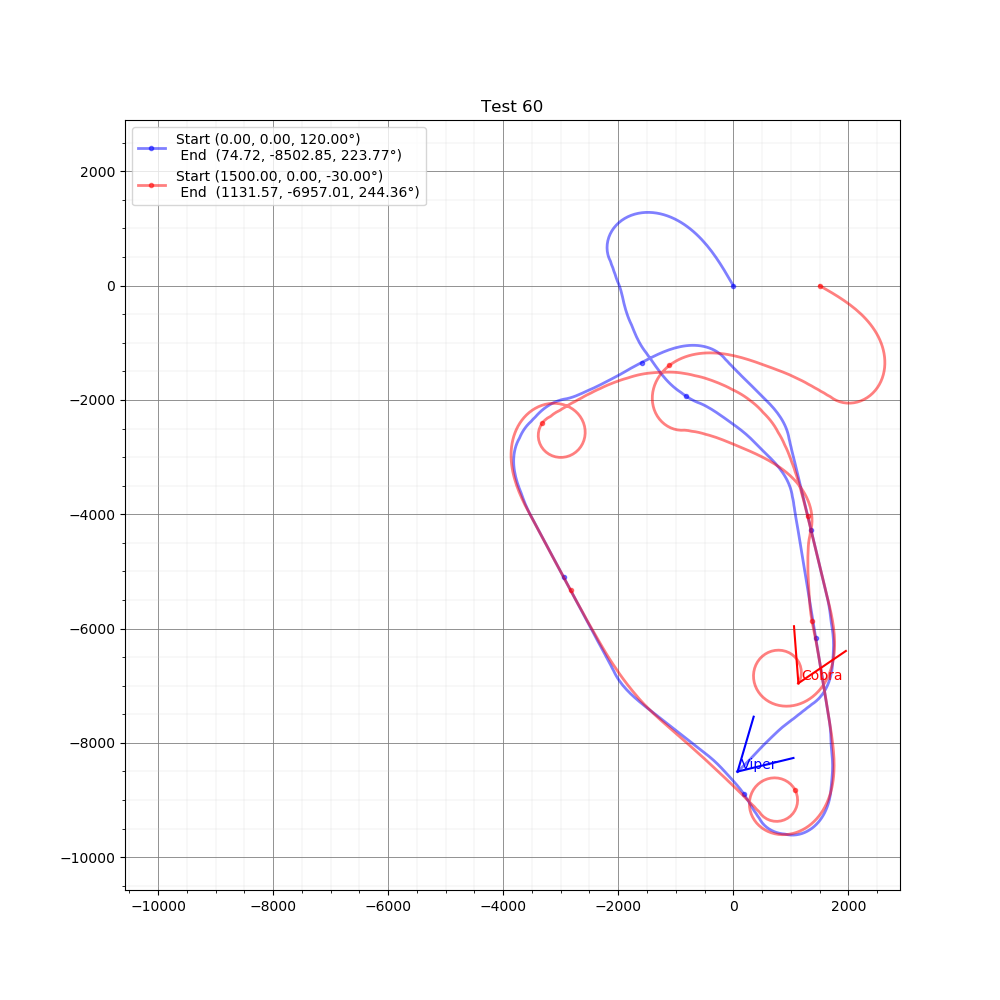 Test 60
Start (0.00, 0.00, 120.00°)
End  (74.72, -8502.85, 223.77°)
Start (1500.00, 0.00, -30.00°)
End  (1131.57, -6957.01, 244.36°)
2000
0
−2000
−4000
−6000
−8000
−10000
Cobra
Viper
−10000 −8000 −6000 −4000 −2000 0 2000